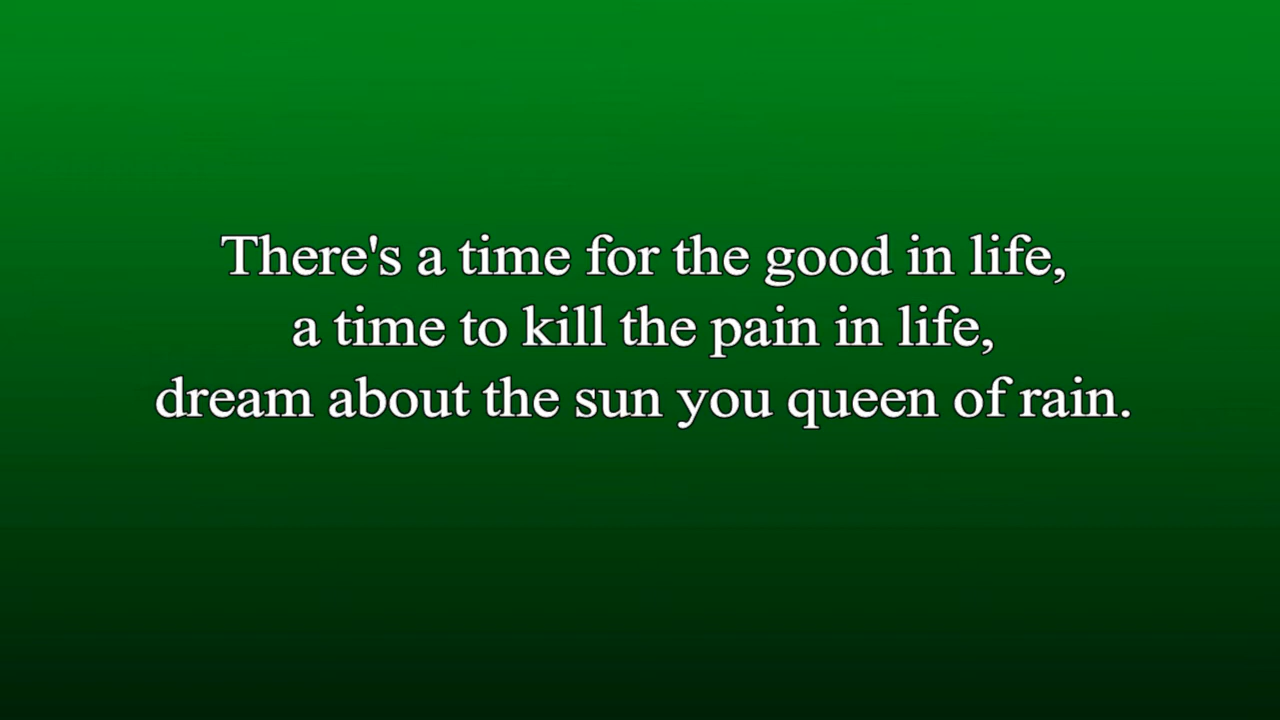 There's a time for the good in life,
a time to kill the pain in life,
dream about the sun you queen of rain.